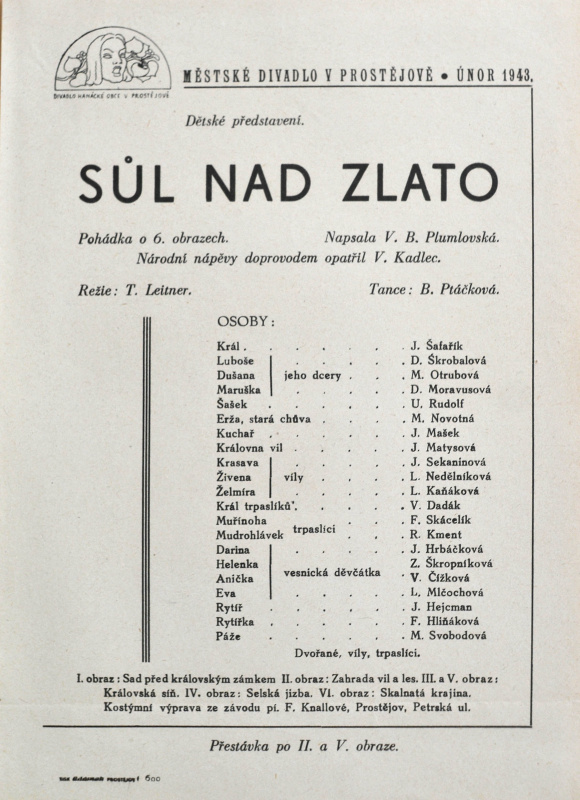 DIVADLO HANÁCKÉ OBCE V PROSTĚJOVĚ
MĚSTSKÉ DIVADLO V PROSTĚJOVĚ • ÚNOR 1943.
Dětské představení.
SŮL NAD ZLATO
Pohádka o 6. obrazech. Napsala V. B. Plumlovská.
Národní nápěvy doprovodem opatřil V. Kadlec.
Režie: T. Leitner. Tance: B. Ptáčková.
OSOBY:
Král . . . . . . J. Šafařík
Luboše . . . . D. Škrobalová
Dušana jeho dcery . . . M. Otrubová
Maruška . . . . D. Moravusová
Šašek . . . . . . U. Rudolf
Erža, stará chůva . . . . M. Novotná
Kuchař . . . . . . J. Mašek
Královna vil . . . . . J. Matysová
Krasava . . . . J. Sekaninová
Živena víly . . . . L. Nedělníková
Želmíra . . . . L. Kaňáková
Král trpaslíků . . . . . V. Dadák
Muřínoha . . . . F. Skácelík
Mudrohlávek trpaslíci . . . R. Kment
Darina . . . . J. Hrbáčková
Helenka Z. Škropníková
Anička vesnická děvčátka . V. Čížková
Eva . . . . L. Mlčochová
Rytíř . . . . . . J. Hejcman
Rytířka . . . . . F. Hliňáková
Páže . . . . . . M. Svobodová
Dvořané, víly, trpaslíci.
I. obraz: Sad před královským zámkem II. obraz: Zahrada vil a les. III. a V. obraz:
Královská síň. IV. obraz: Selská jizba. VI. obraz: Skalnatá krajina.
Kostýmní výprava ze závodu pí. F. Knallové, Prostějov, Petrská ul.
Přestávka po II. a V. obraze.
PROSTĚJOV 600